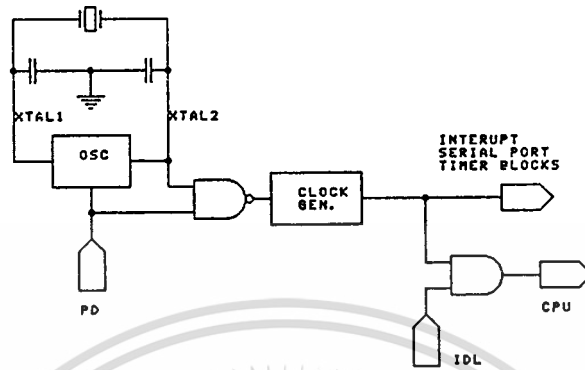 XTAL1
XTAL2
OSC
INTERUPT
SERIAL PORT
TIMER BLOCKS
CLOCK
GEN.
PD
CPU
IDL